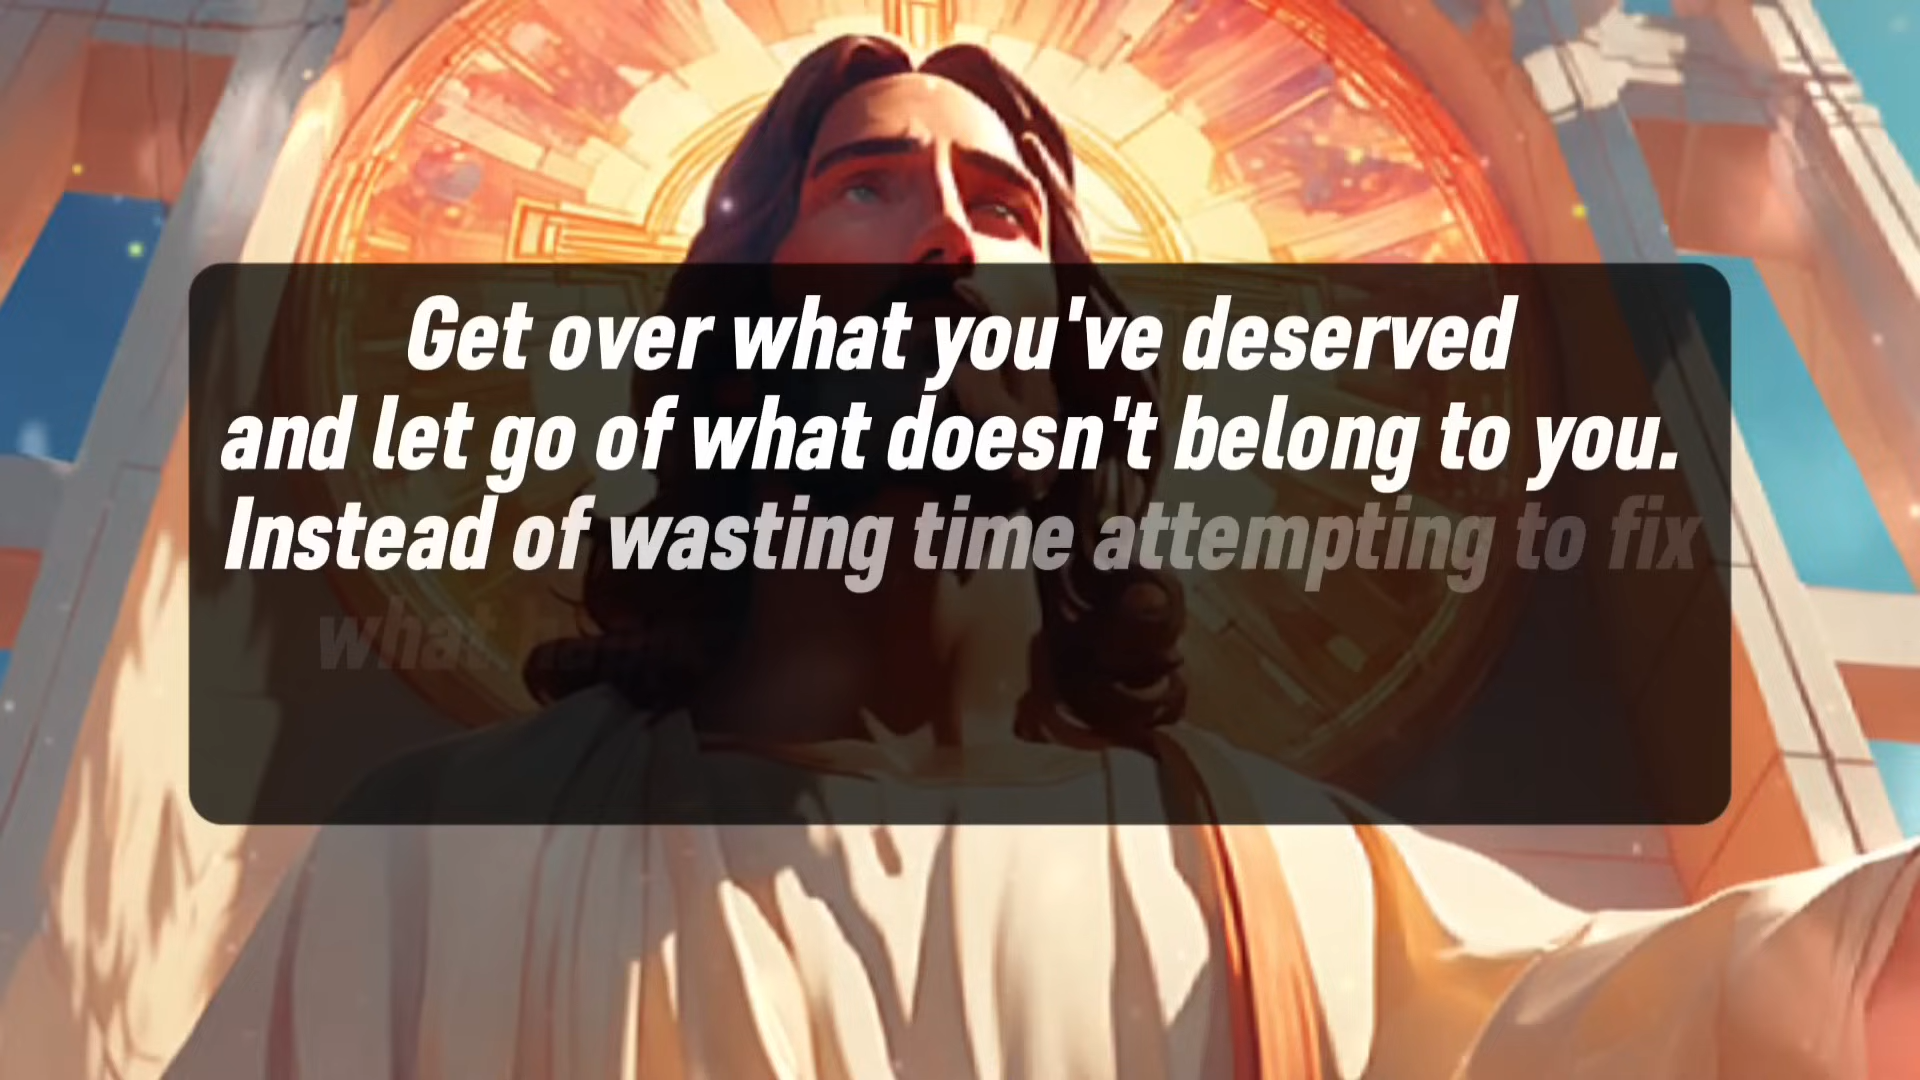 Get over what you've deserved
and let go of what doesn't belong to you.
Instead of wasting time attempting to fix
what